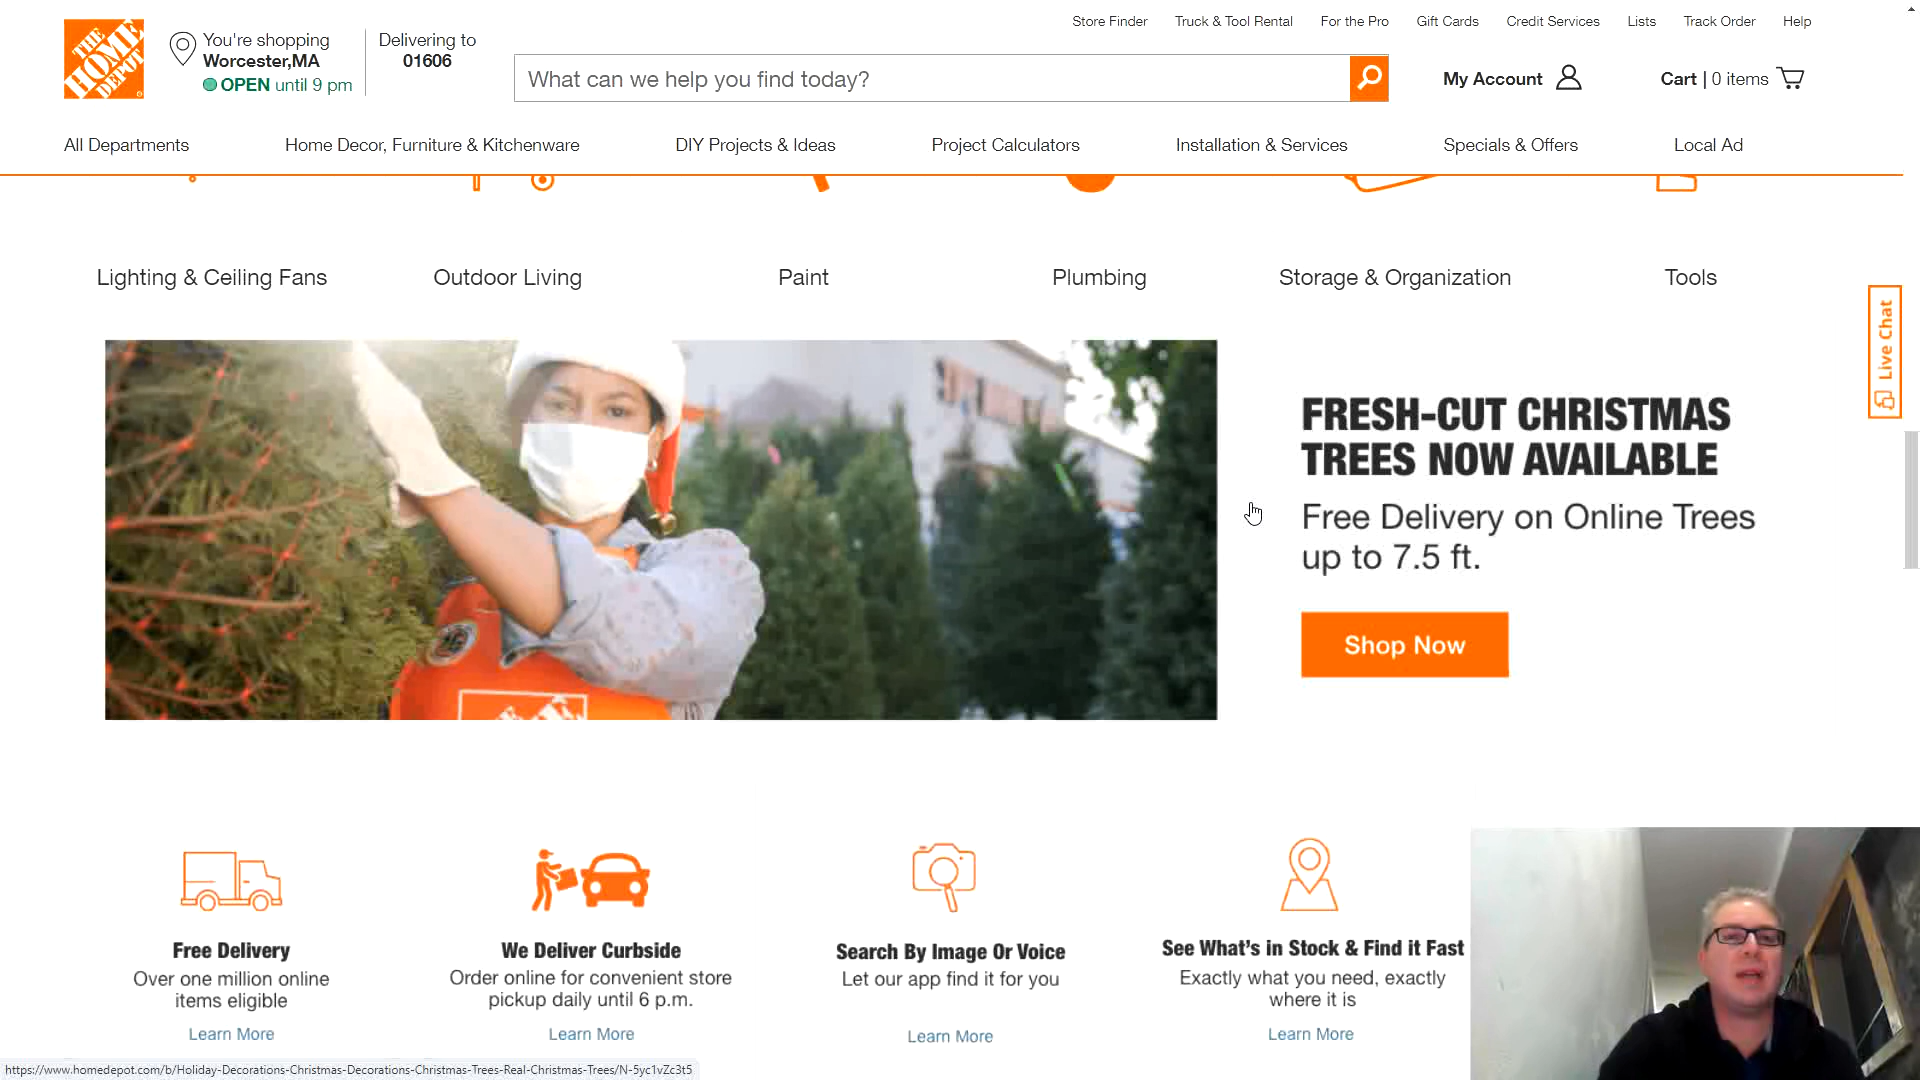 Store Finder
Truck & Tool Rental
For the Pro
Gift Cards
Credit Services
Lists
Track Order
Help
THE HOME DEPOT
You're shopping
Worcester,MA
OPEN until 9 pm
Delivering to
01606
What can we help you find today?
My Account
Cart | 0 items
All Departments
Home Decor, Furniture & Kitchenware
DIY Projects & Ideas
Project Calculators
Installation & Services
Specials & Offers
Local Ad
Lighting & Ceiling Fans
Outdoor Living
Paint
Plumbing
Storage & Organization
Tools
Live Chat
FRESH-CUT CHRISTMAS
TREES NOW AVAILABLE
Free Delivery on Online Trees
up to 7.5 ft.
Shop Now
Free Delivery
Over one million online
items eligible
Learn More
We Deliver Curbside
Order online for convenient store
pickup daily until 6 p.m.
Learn More
Search By Image Or Voice
Let our app find it for you
Learn More
See What's in Stock & Find it Fast
Exactly what you need, exactly
where it is
Learn More
https://www.homedepot.com/b/Holiday-Decorations-Christmas-Decorations-Christmas-Trees-Real-Christmas-Trees/N-5yc1vZc3t5